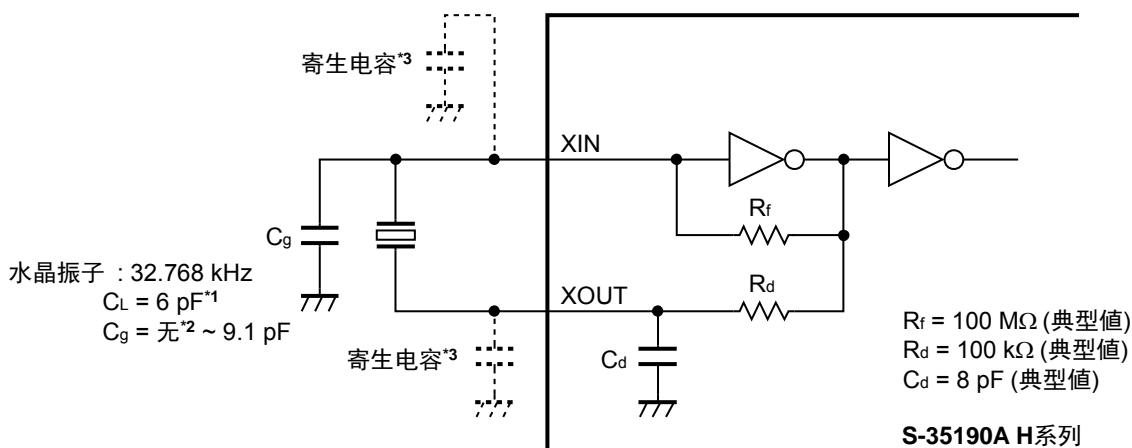 寄生电容*3
XIN
Rf
Cg
水晶振子 : 32.768 kHz
CL = 6 pF*1
Cg = 无*2 ~ 9.1 pF
XOUT
Rd
寄生电容*3
Cd
Rf = 100 MΩ (典型値)
Rd = 100 kΩ (典型値)
Cd = 8 pF (典型値)
S-35190A H系列